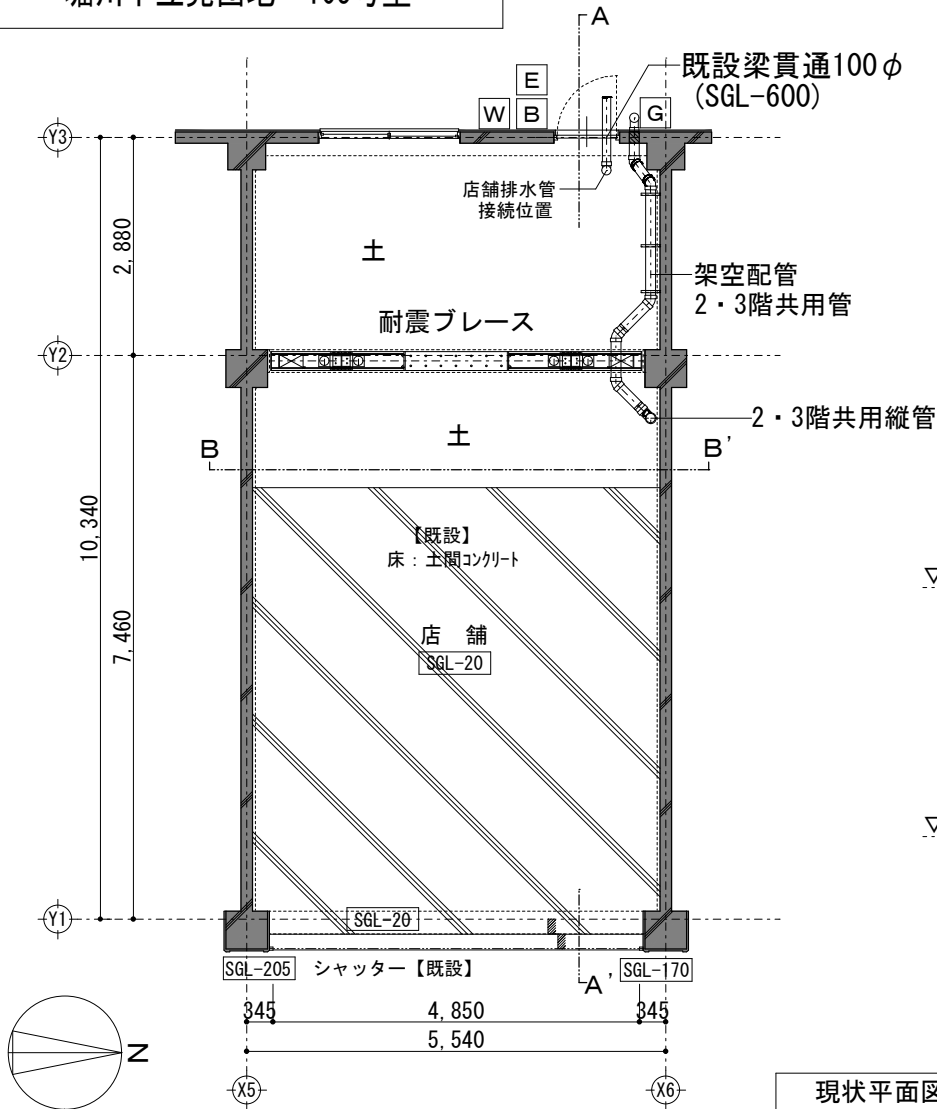 A
既設梁貫通100φ
(SGL-600)
E
W B
G
Y3
店舗排水管
接続位置
土
2,880
架空配管
2・3階共用管
耐震ブレース
Y2
2・3階共用縦管
土
B
B'
10,340
【既設】
床：土間コンクリート
7,460
店 舗
SGL-20
Y1
SGL-20
SGL-205
シャッター【既設】
A'
SGL-170
345
4,850
345
5,540
N
X5
X6
現状平面図